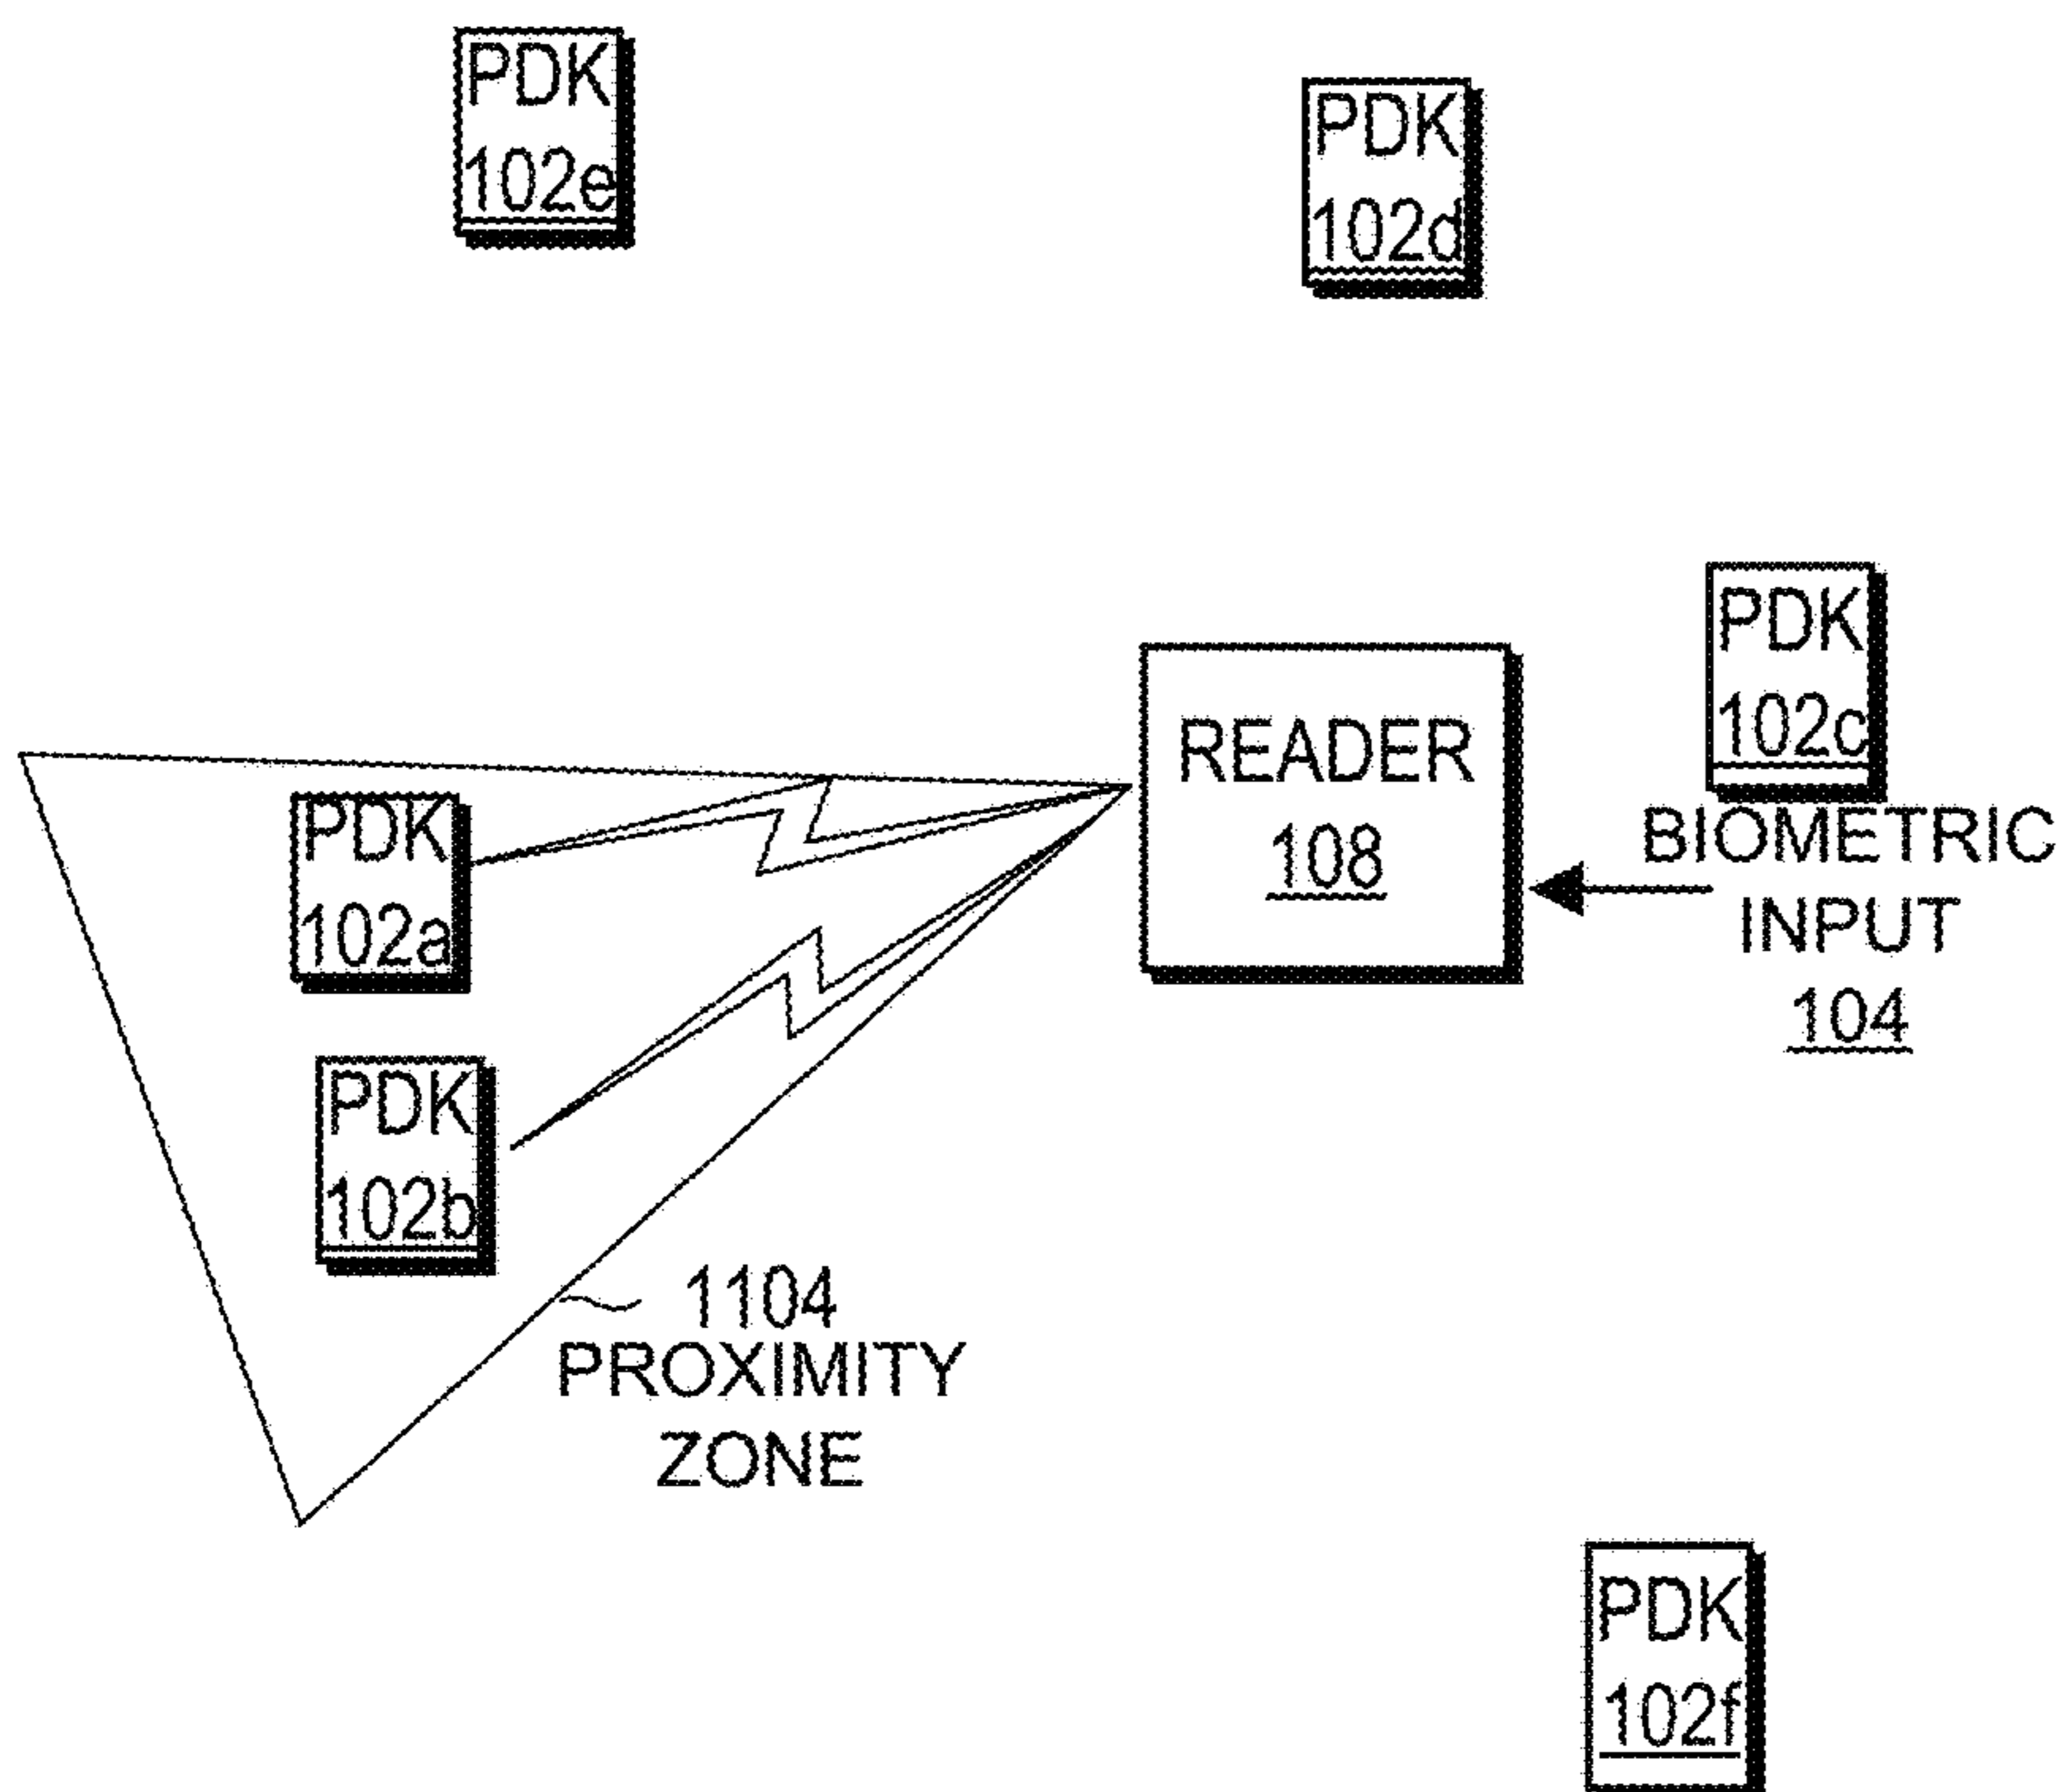 PDK
102e
PDK
102d
PDK
102c
READER
108
BIOMETRIC
INPUT
104
PDK
102a
PDK
102b
1104
PROXIMITY
ZONE
PDK
102f